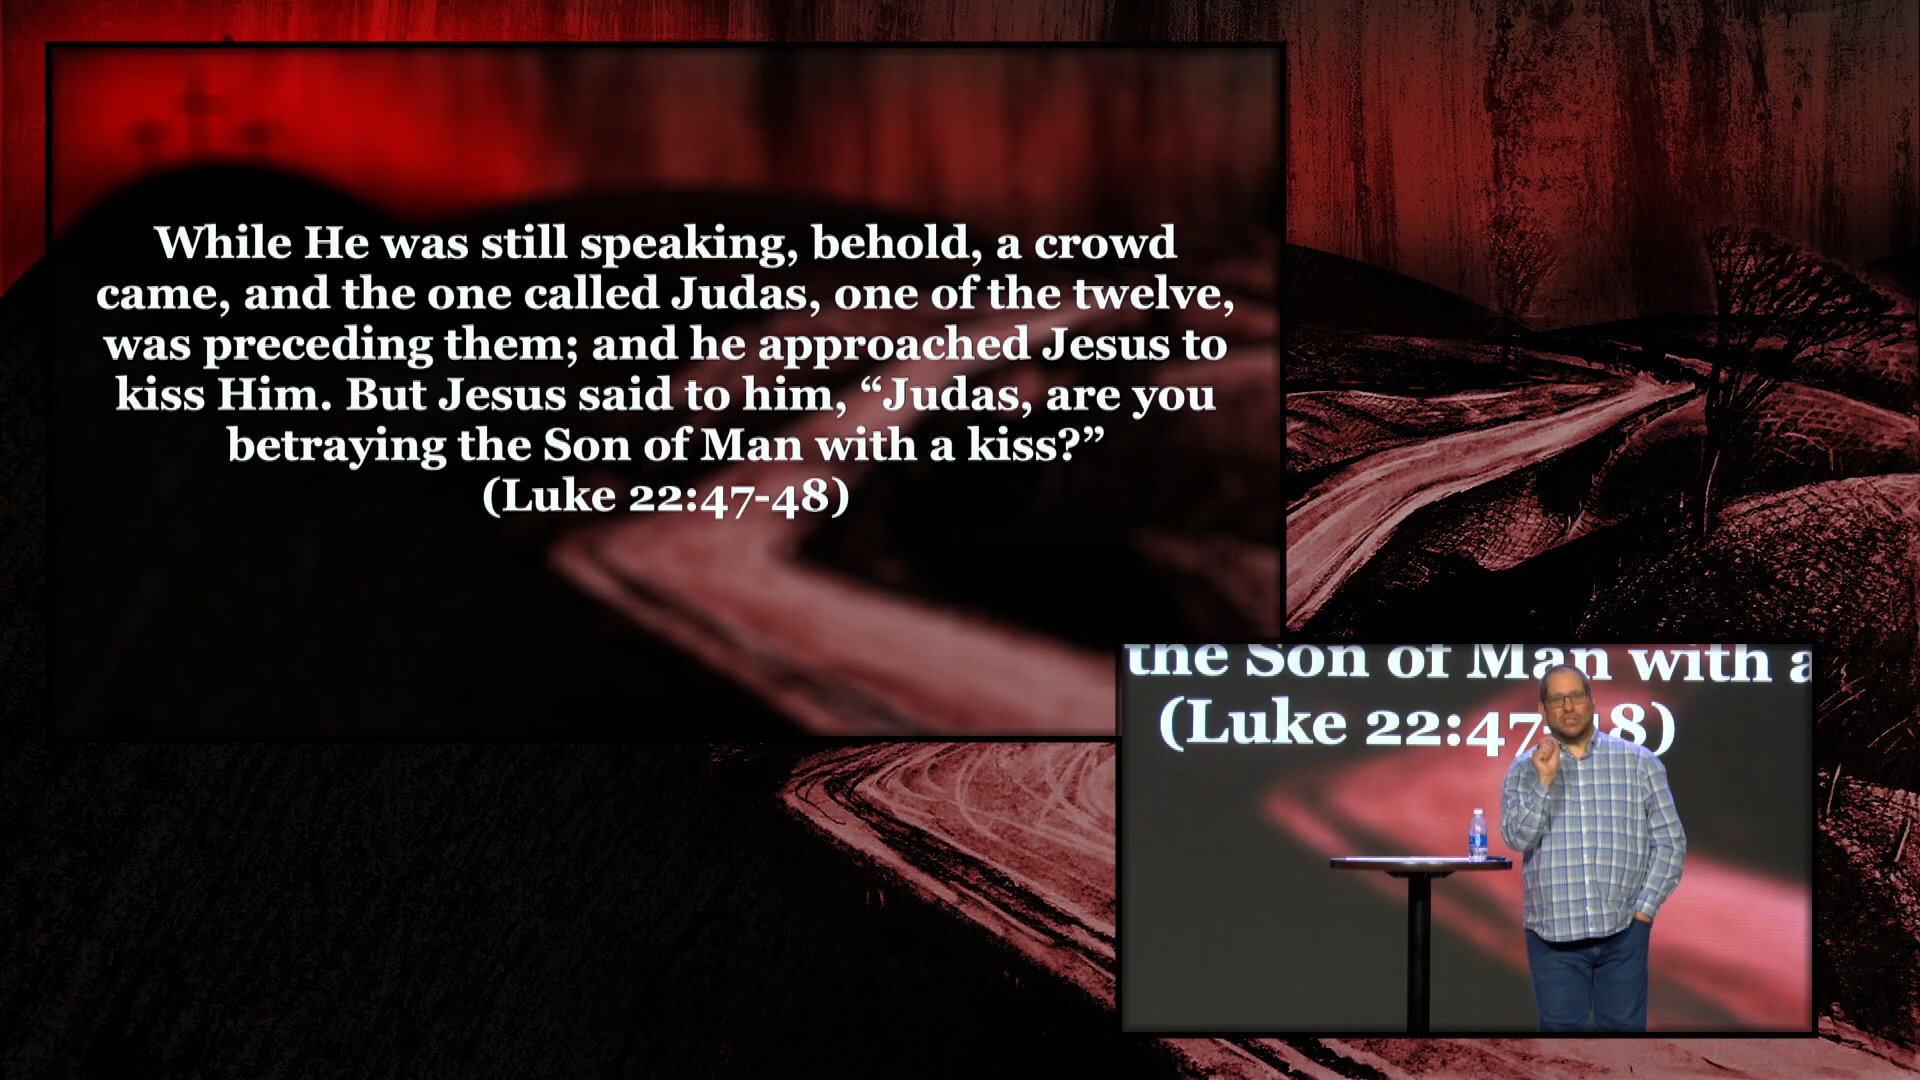 While He was still speaking, behold, a crowd
came, and the one called Judas, one of the twelve,
was preceding them; and he approached Jesus to
kiss Him. But Jesus said to him, “Judas, are you
betraying the Son of Man with a kiss?”
(Luke 22:47-48)
the Son of Man with a
(Luke 22:47-48)